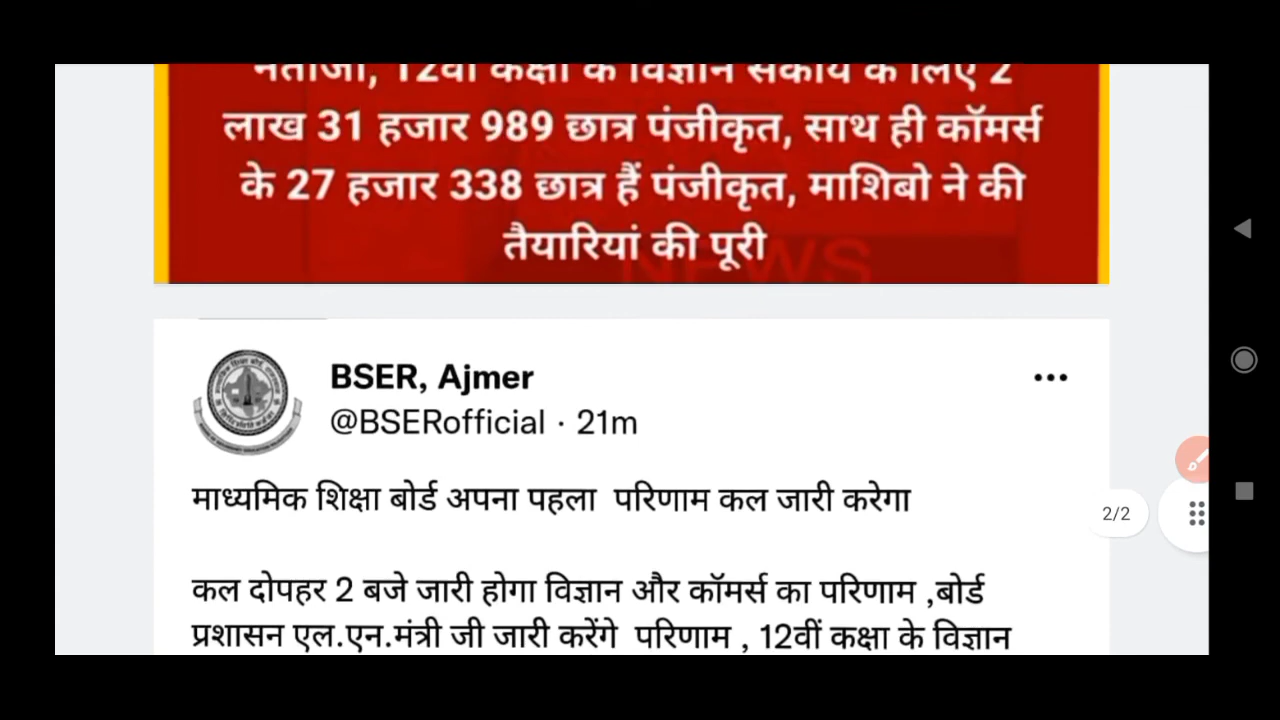 नतीजा, 12वीं कक्षा के विज्ञान संकाय के लिए 2
लाख 31 हजार 989 छात्र पंजीकृत, साथ ही कॉमर्स
के 27 हजार 338 छात्र हैं पंजीकृत, माशिबो ने की
तैयारियां की पूरी
NEWS
BSER, Ajmer
@BSERofficial · 21m
माध्यमिक शिक्षा बोर्ड अपना पहला परिणाम कल जारी करेगा
2/2
कल दोपहर 2 बजे जारी होगा विज्ञान और कॉमर्स का परिणाम ,बोर्ड
प्रशासन एल.एन.मंत्री जी जारी करेंगे परिणाम , 12वीं कक्षा के विज्ञान